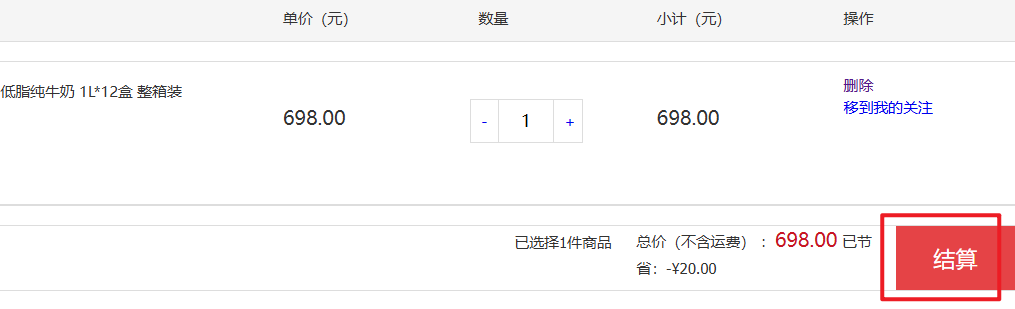 单价（元） 数量 小计（元） 操作
低脂纯牛奶 1L*12盒 整箱装 删除
移到我的关注
698.00 - 1 + 698.00
已选择1件商品 总价（不含运费）：698.00 已节
省：-¥20.00
结算